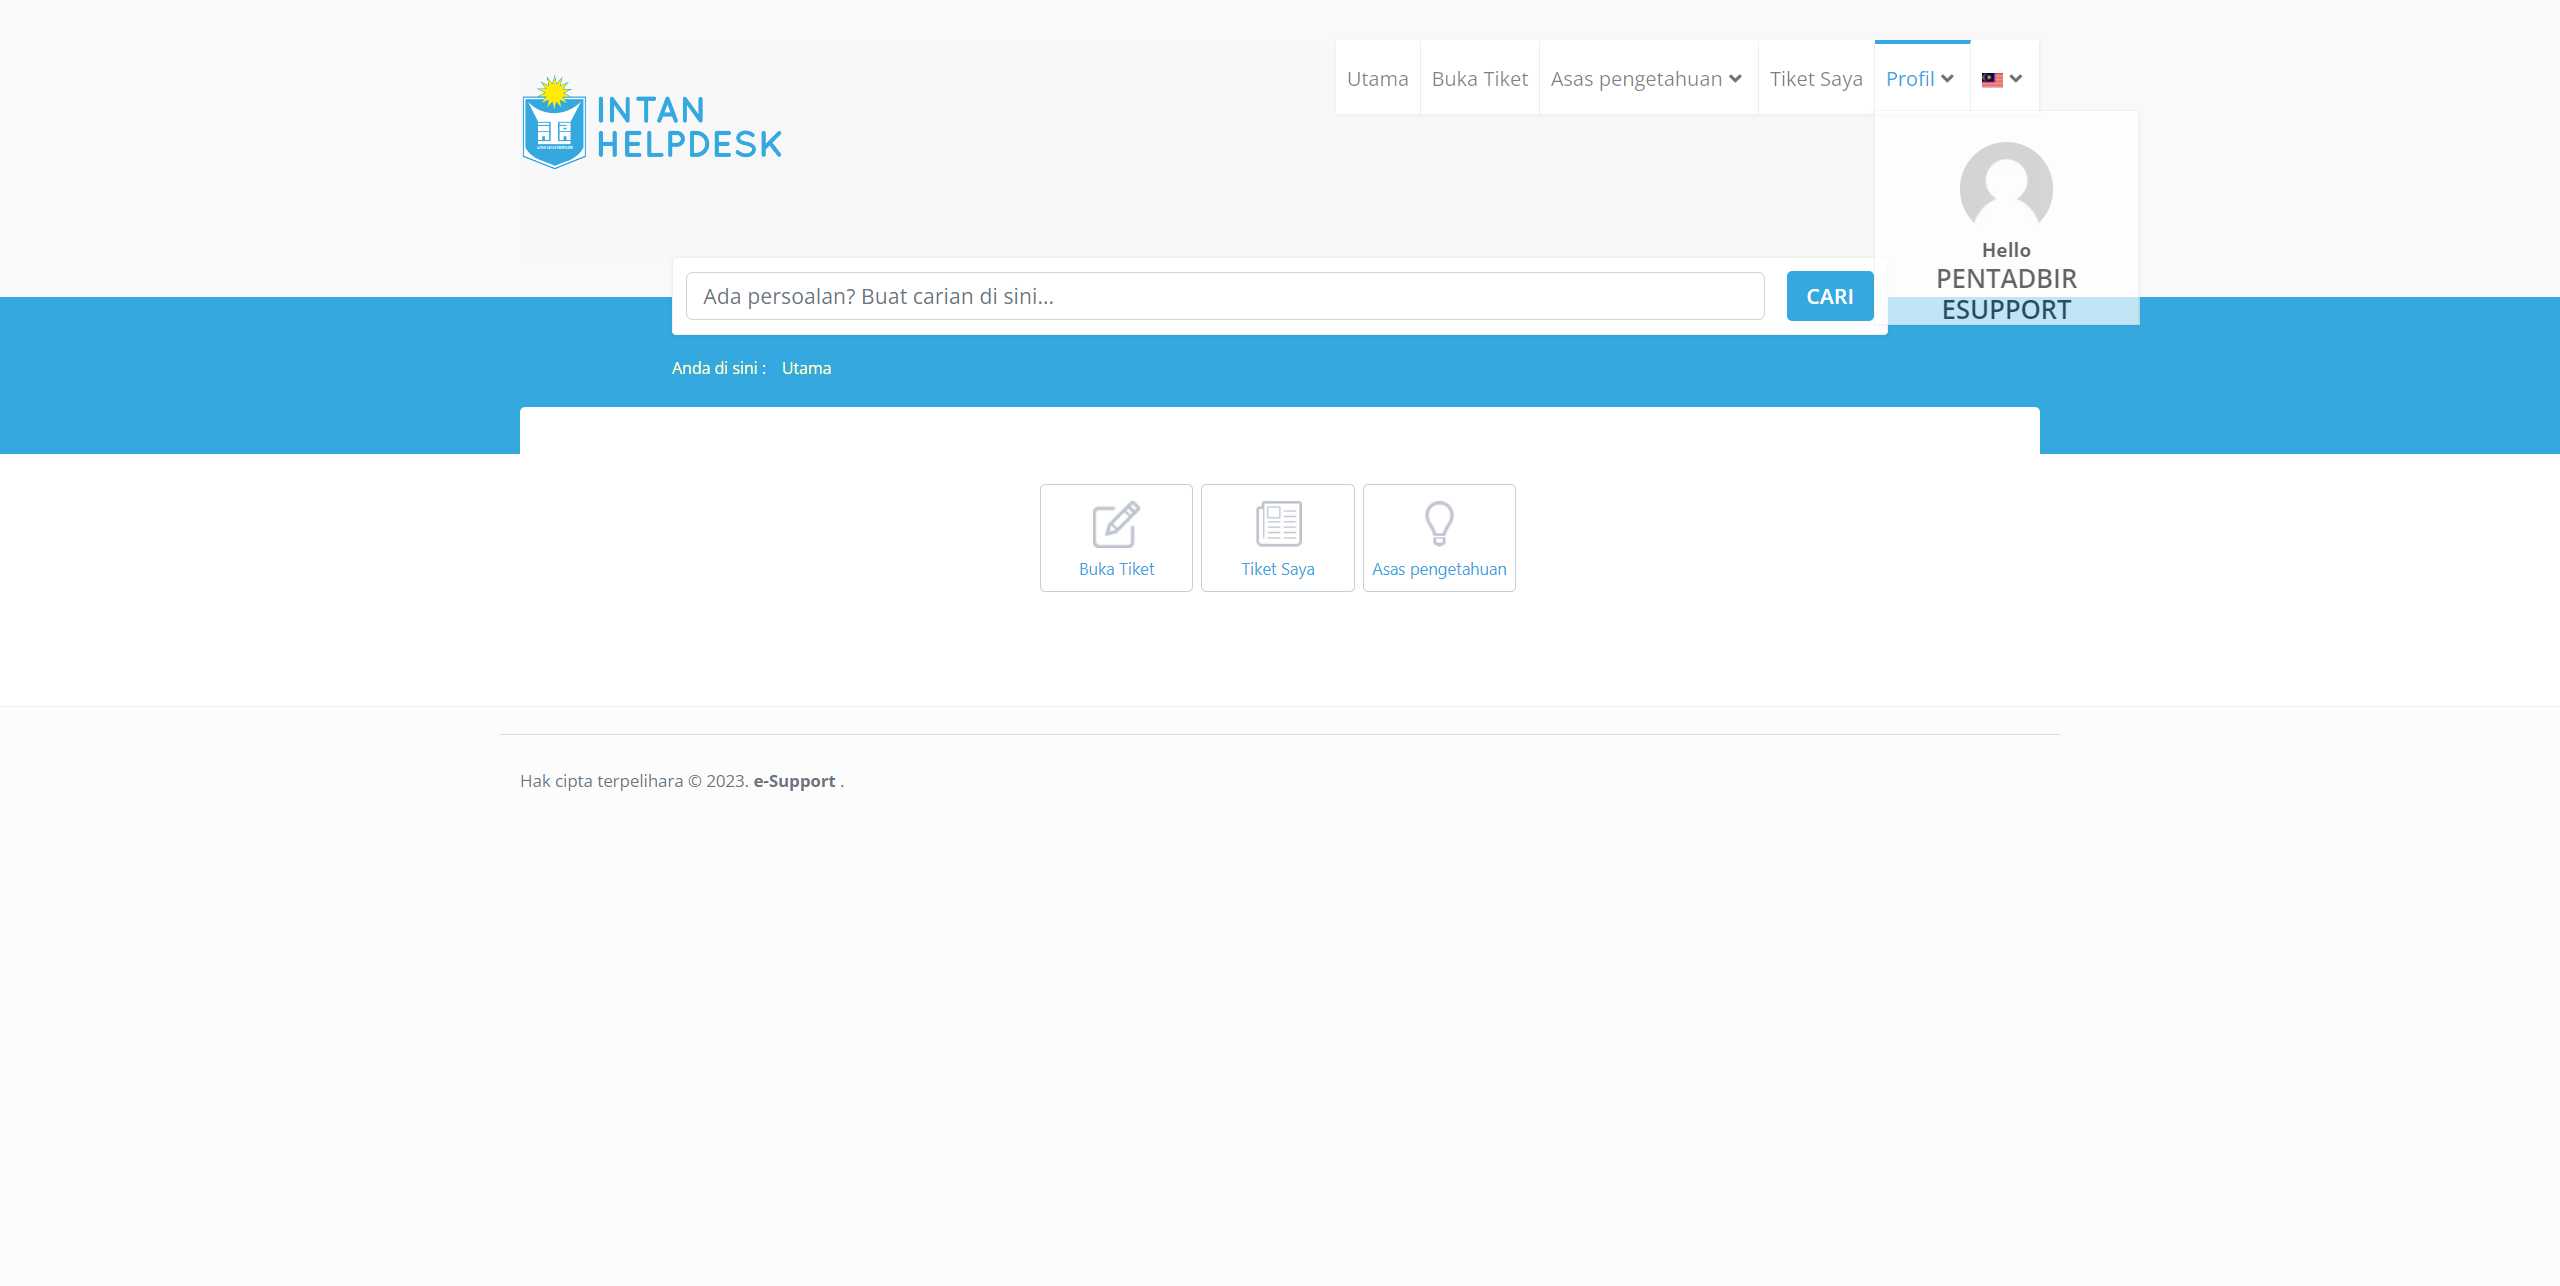 INTAN
HELPDESK
Utama
Buka Tiket
Asas pengetahuan
Tiket Saya
Profil
Hello
PENTADBIR
ESUPPORT
Ada persoalan? Buat carian di sini...
CARI
Anda di sini : Utama
Buka Tiket
Tiket Saya
Asas pengetahuan
Hak cipta terpelihara © 2023. e-Support .